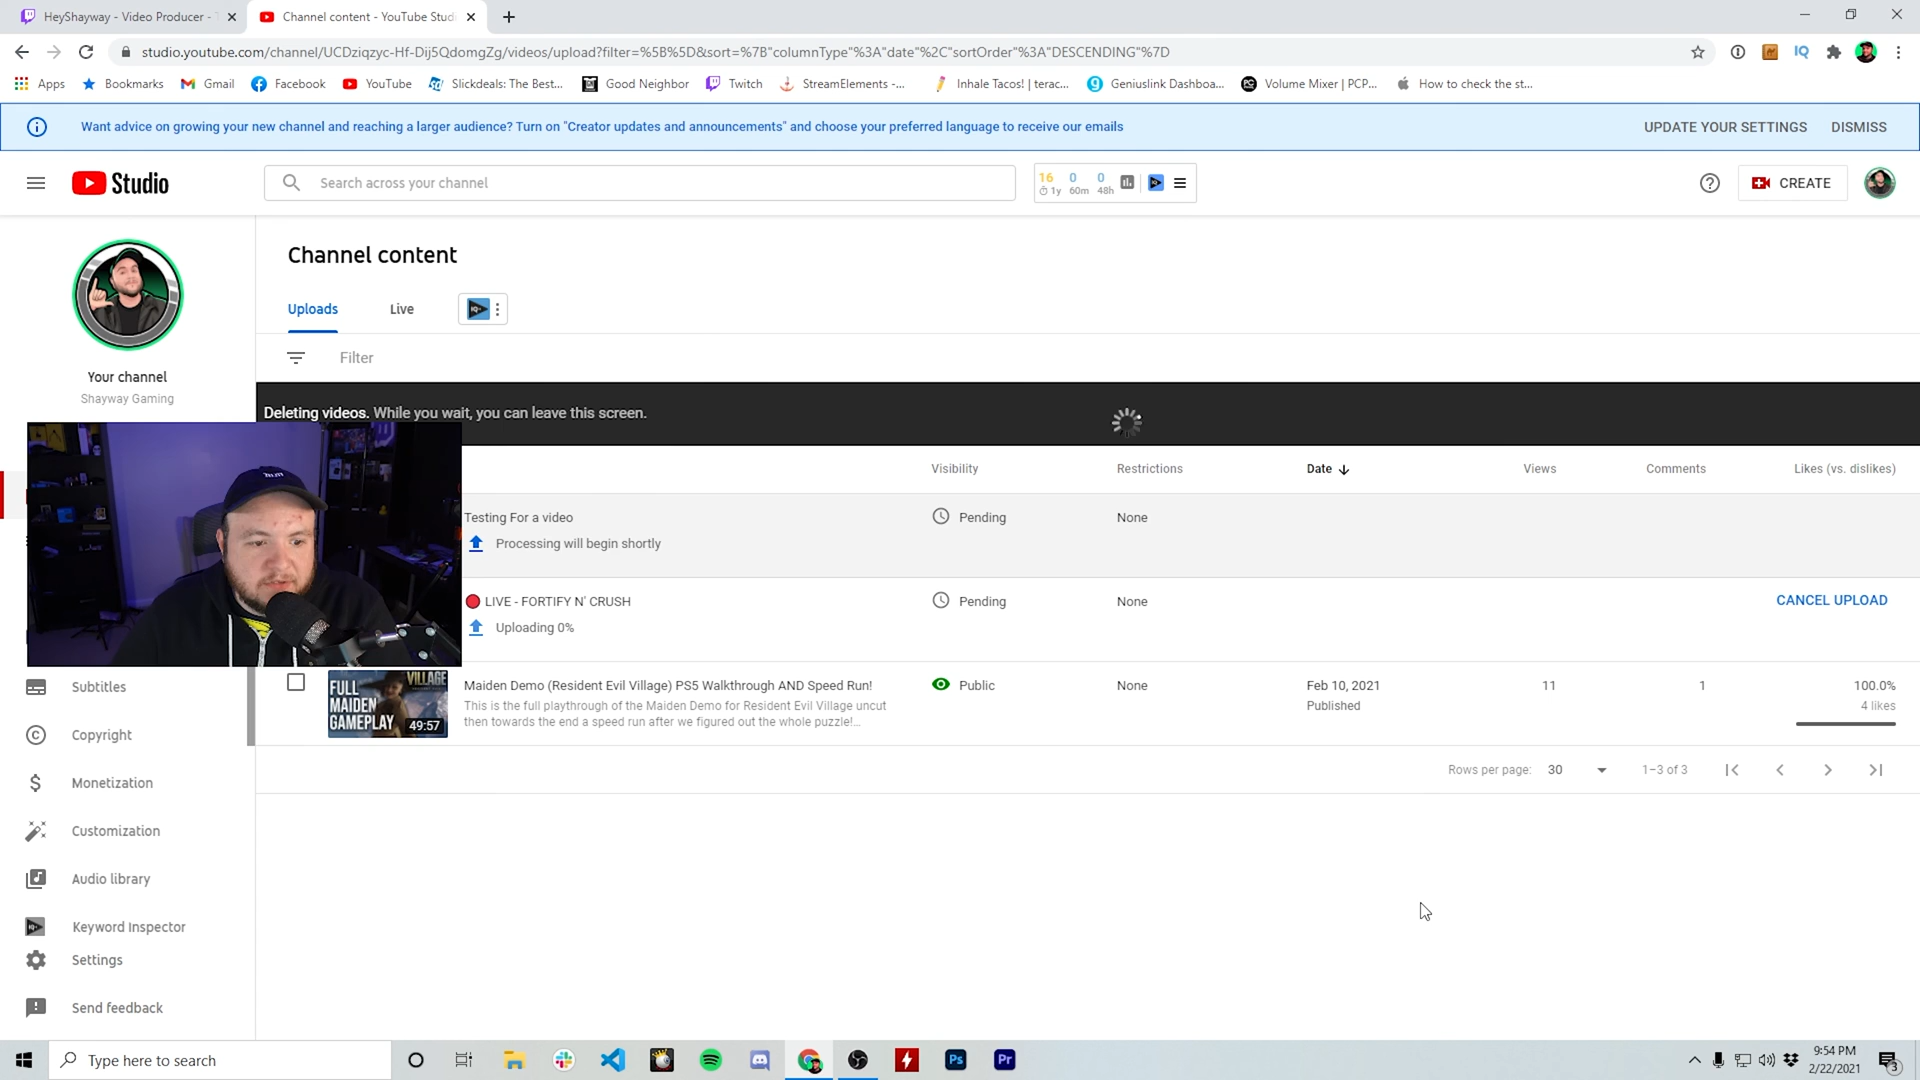 HeyShayway - Video Producer - T
Channel content - YouTube Studi
studio.youtube.com/channel/UCDziqzyc-Hf-Dij5QdomgZg/videos/upload?filter=%5B%5D&sort=%7B"columnType"%3A"date"%2C"sortOrder"%3A"DESCENDING"%7D
IQ
Apps
Bookmarks
Gmail
Facebook
YouTube
Slickdeals: The Best...
Good Neighbor
Twitch
StreamElements -...
Inhale Tacos! | terac...
Geniuslink Dashboa...
Volume Mixer | PCP...
How to check the st...
Want advice on growing your new channel and reaching a larger audience? Turn on "Creator updates and announcements" and choose your preferred language to receive our emails
UPDATE YOUR SETTINGS
DISMISS
Studio
Search across your channel
16 0 0
1y 60m 48h
CREATE
Channel content
Uploads
Live
Filter
Your channel
Shayway Gaming
Deleting videos. While you wait, you can leave this screen.
Visibility
Restrictions
Date
Views
Comments
Likes (vs. dislikes)
Testing For a video
Pending
None
Processing will begin shortly
LIVE - FORTIFY N' CRUSH
Pending
None
CANCEL UPLOAD
Uploading 0%
VILLAGE
FULL
MAIDEN
GAMEPLAY
49:57
Maiden Demo (Resident Evil Village) PS5 Walkthrough AND Speed Run!
This is the full playthrough of the Maiden Demo for Resident Evil Village uncut
then towards the end a speed run after we figured out the whole puzzle!...
Public
None
Feb 10, 2021
Published
11
1
100.0%
4 likes
Rows per page:
30
1–3 of 3
Subtitles
Copyright
Monetization
Customization
Audio library
Keyword Inspector
Settings
Send feedback
Type here to search
Ps
Pr
9:54 PM
2/22/2021
3